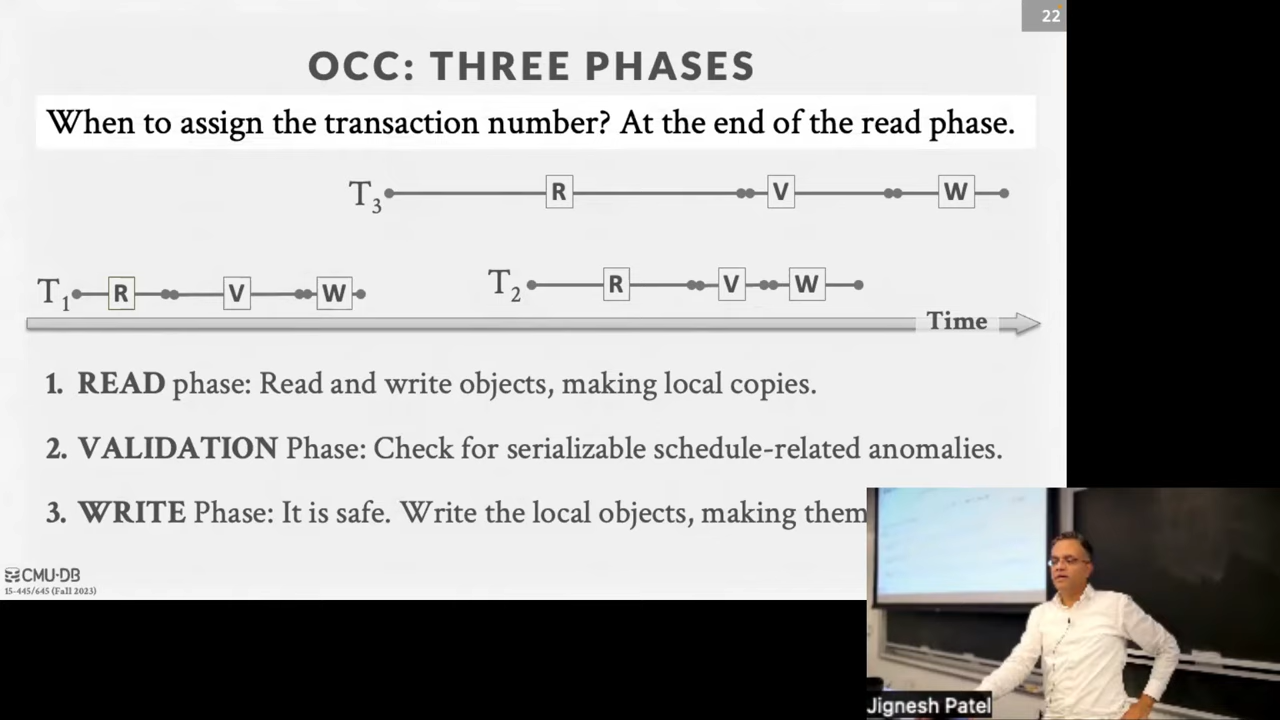 22
OCC: THREE PHASES
When to assign the transaction number? At the end of the read phase.
T3 R V W
T1 R V W T2 R V W
Time
1. READ phase: Read and write objects, making local copies.
2. VALIDATION Phase: Check for serializable schedule-related anomalies.
3. WRITE Phase: It is safe. Write the local objects, making them
CMU·DB
15-445/645 (Fall 2023)
Jignesh Patel